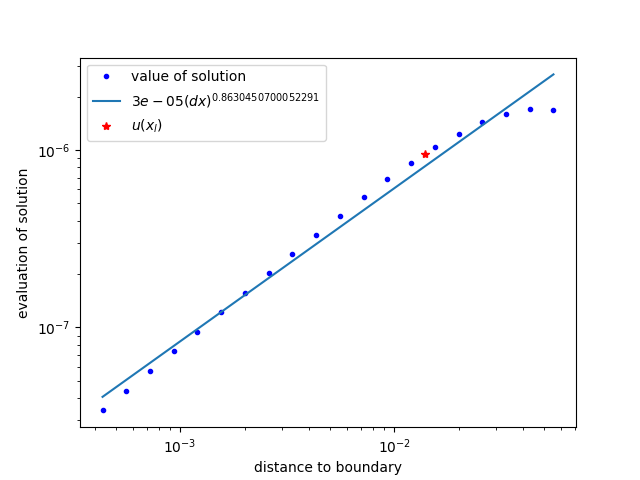 value of solution
3e − 05(dx)^0.8630450700052291
u(x_l)
10^−6
10^−7
evaluation of solution
10^−3
10^−2
distance to boundary